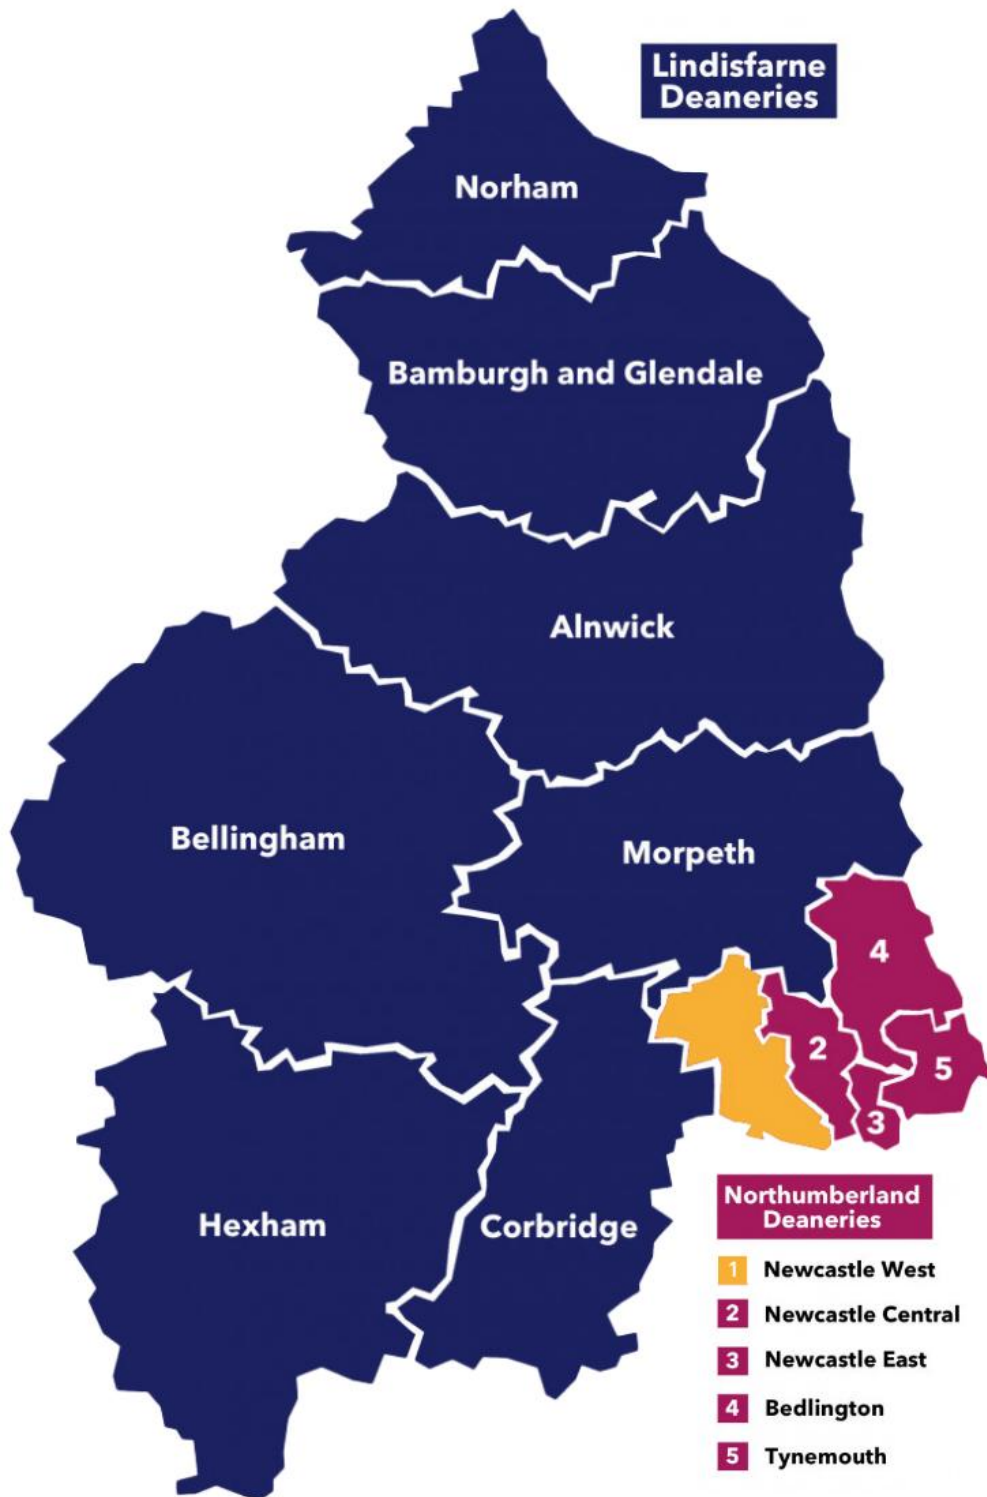 Lindisfarne
Deaneries
Norham
Bamburgh and Glendale
Alnwick
Bellingham
Morpeth
4
2
5
3
Hexham
Corbridge
Northumberland
Deaneries
1 Newcastle West
2 Newcastle Central
3 Newcastle East
4 Bedlington
5 Tynemouth